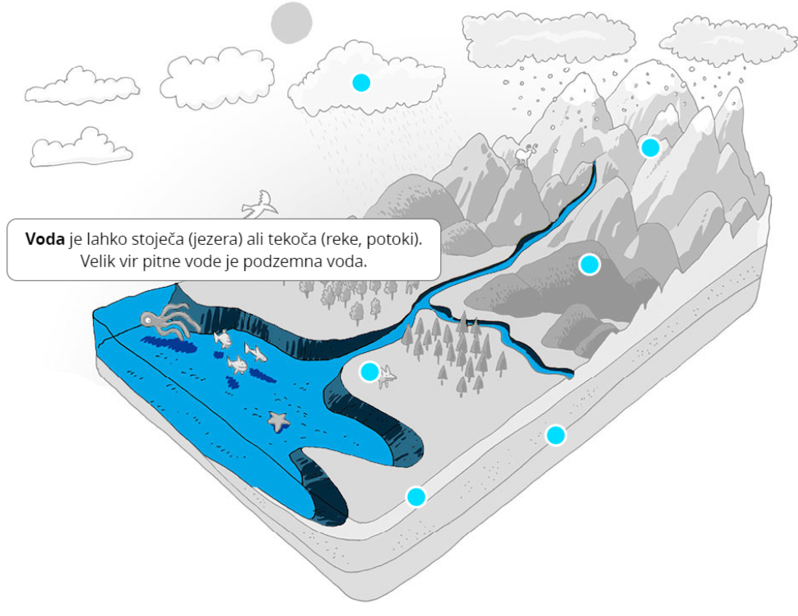 Voda je lahko stoječa (jezera) ali tekoča (reke, potoki).
Velik vir pitne vode je podzemna voda.